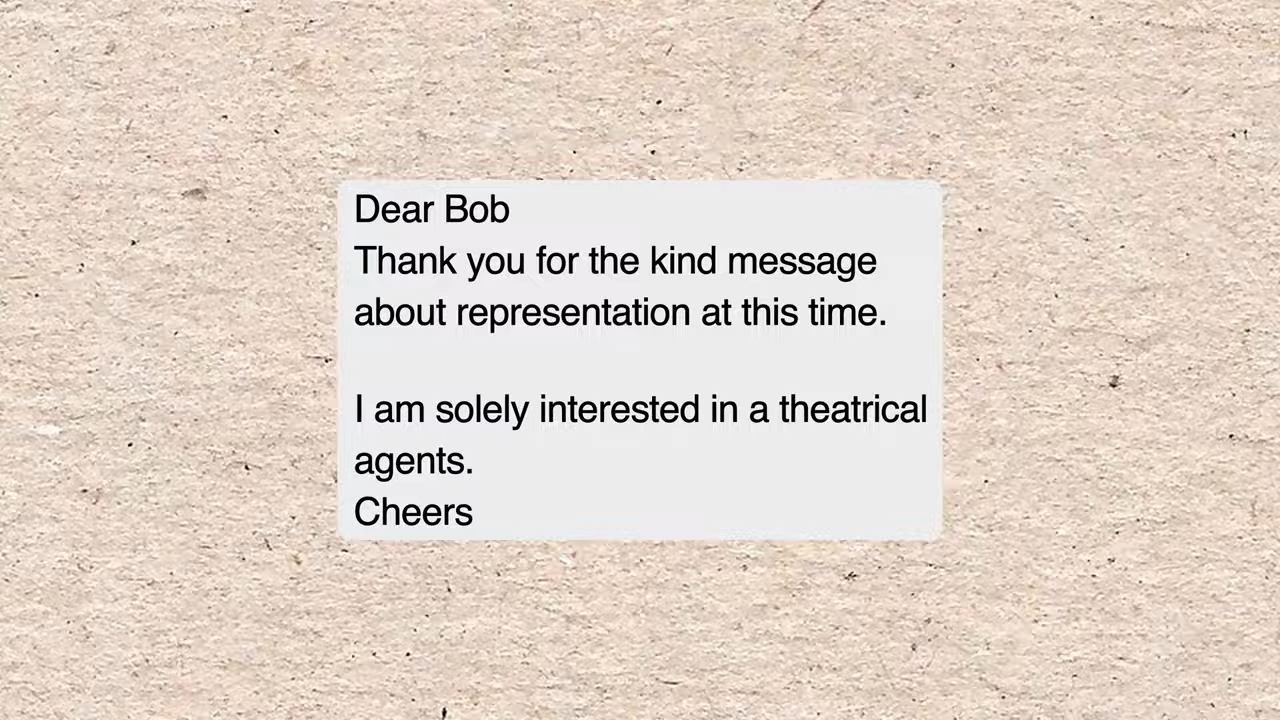 Dear Bob
Thank you for the kind message
about representation at this time.
I am solely interested in a theatrical
agents.
Cheers